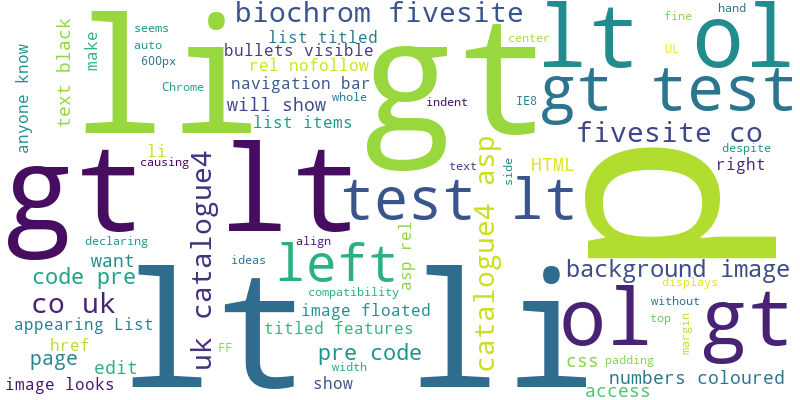 li gt
biochrom fivesite
lt ol
seems
make
text black
auto
600px
list titled
bullets visible
rel nofollow
navigation bar
will show
whole
list items
Chrome
center
indent
IE8
fine
hand
UL
gt test
fivesite co
despite
right
anyone know
li
causing
gt lt
test lt
text
side
HTML
p
uk catalogue4
catalogue4 asp
asp rel
declaring
want
code pre
co uk
appearing List
href
page
edit
image looks
lt li
align
ideas
left
compatibility
image floated
titled features
FF
pre code
width
show
background image
displays
without
top
margin
ol gt
css
padding
numbers coloured
access